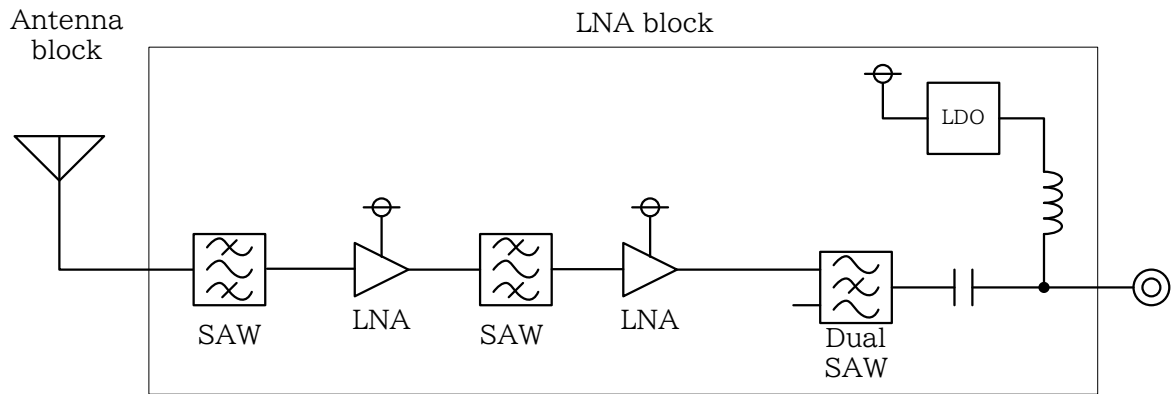 Antenna
block
LNA block
LDO
SAW
LNA
SAW
LNA
Dual
SAW